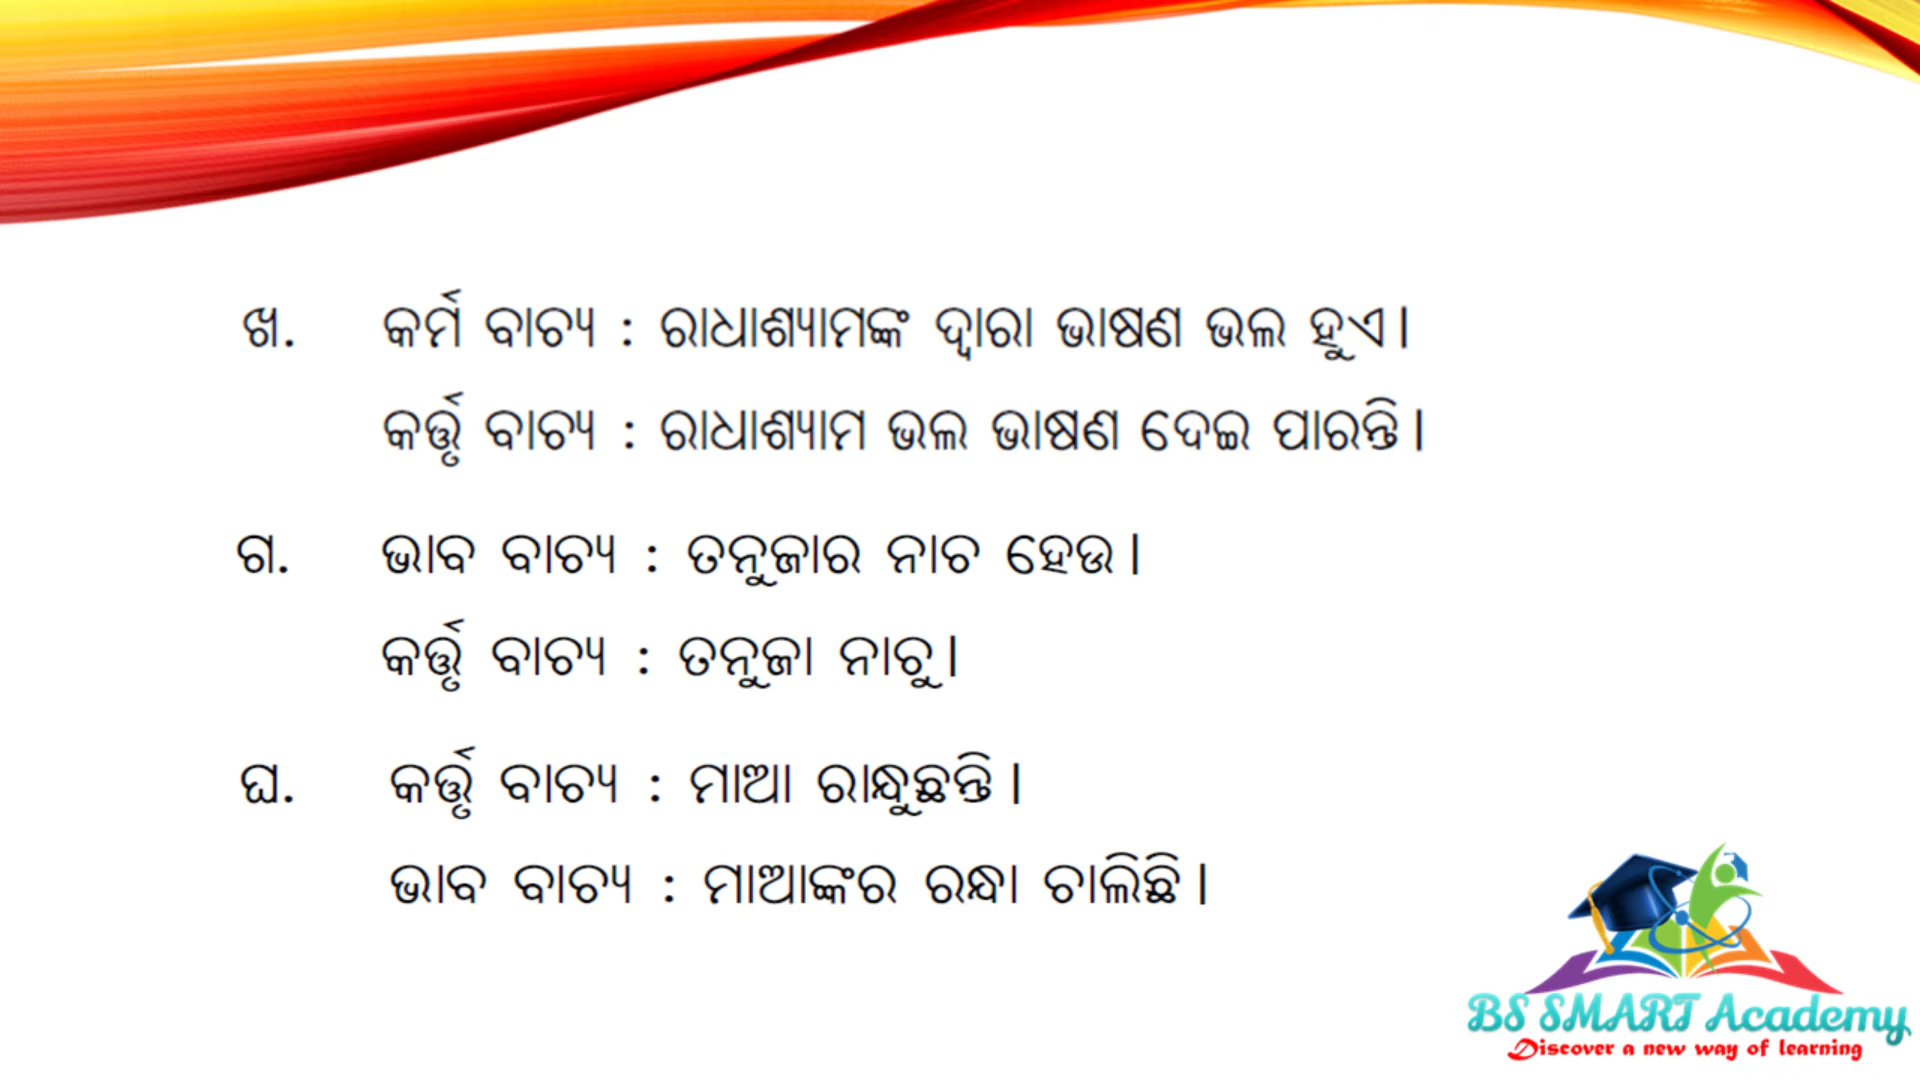 ଖ. କର୍ମ ବାଚ୍ୟ : ରାଧାଶ୍ୟାମଙ୍କ ଦ୍ୱାରା ଭାଷଣ ଭଲ ହୁଏ।
କର୍ତ୍ତୃ ବାଚ୍ୟ : ରାଧାଶ୍ୟାମ ଭଲ ଭାଷଣ ଦେଇ ପାରନ୍ତି।
ଗ. ଭାବ ବାଚ୍ୟ : ତନୁଜାର ନାଚ ହେଉ।
କର୍ତ୍ତୃ ବାଚ୍ୟ : ତନୁଜା ନାଚୁ।
ଘ. କର୍ତ୍ତୃ ବାଚ୍ୟ : ମାଆ ରାନ୍ଧୁଛନ୍ତି।
ଭାବ ବାଚ୍ୟ : ମାଆଙ୍କର ରନ୍ଧା ଚାଲିଛି।
BS SMART Academy
Discover a new way of learning